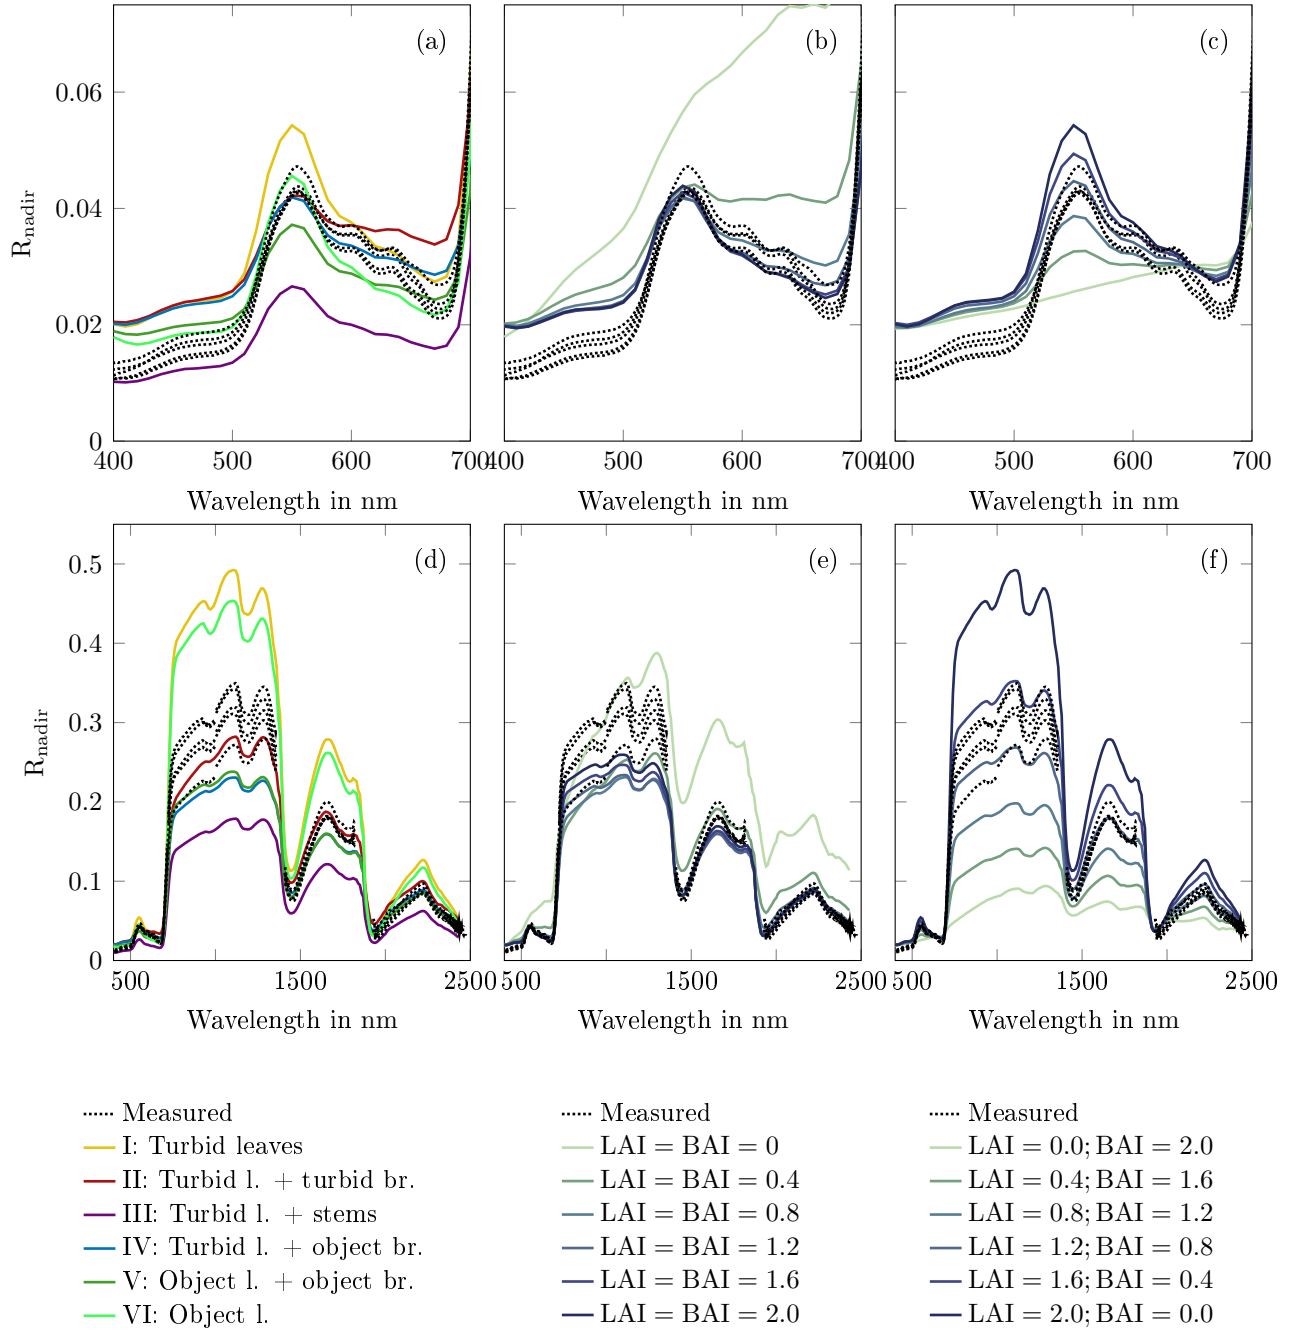 (a)
(b)
(c)
0.06
0.04
0.02
0
R_nadir
400 500 600 700
400 500 600 700
400 500 600 700
Wavelength in nm
Wavelength in nm
Wavelength in nm
(d)
(e)
(f)
0.5
0.4
0.3
0.2
0.1
0
R_nadir
500 1500 2500
500 1500 2500
500 1500 2500
Wavelength in nm
Wavelength in nm
Wavelength in nm
Measured
I: Turbid leaves
II: Turbid l. + turbid br.
III: Turbid l. + stems
IV: Turbid l. + object br.
V: Object l. + object br.
VI: Object l.
Measured
LAI = BAI = 0
LAI = BAI = 0.4
LAI = BAI = 0.8
LAI = BAI = 1.2
LAI = BAI = 1.6
LAI = BAI = 2.0
Measured
LAI = 0.0; BAI = 2.0
LAI = 0.4; BAI = 1.6
LAI = 0.8; BAI = 1.2
LAI = 1.2; BAI = 0.8
LAI = 1.6; BAI = 0.4
LAI = 2.0; BAI = 0.0